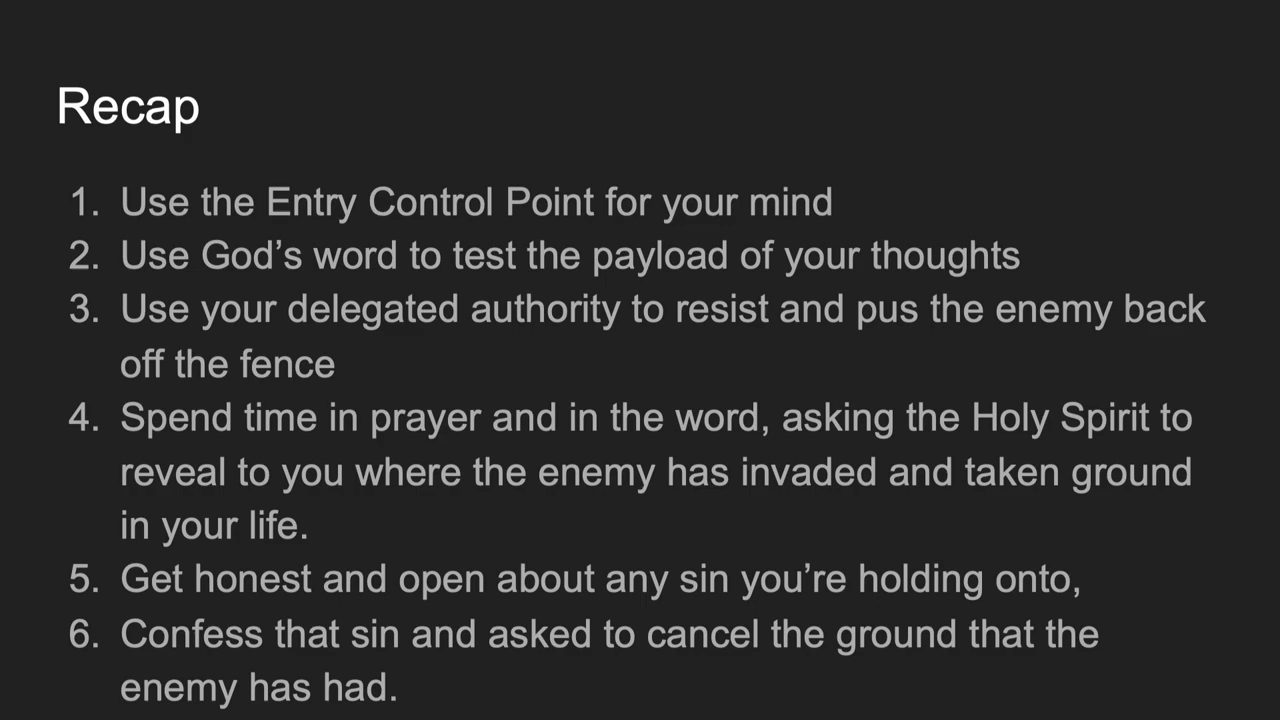 Recap
1. Use the Entry Control Point for your mind
2. Use God’s word to test the payload of your thoughts
3. Use your delegated authority to resist and pus the enemy back
off the fence
4. Spend time in prayer and in the word, asking the Holy Spirit to
reveal to you where the enemy has invaded and taken ground
in your life.
5. Get honest and open about any sin you’re holding onto,
6. Confess that sin and asked to cancel the ground that the
enemy has had.